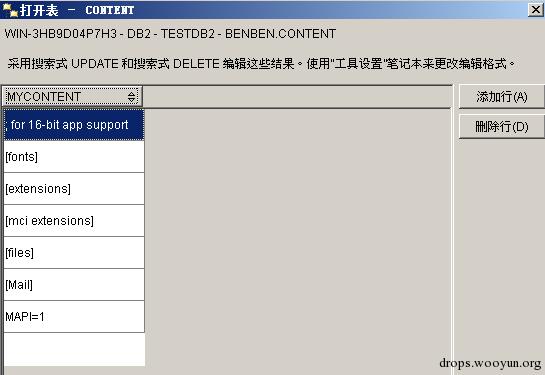 打开表 - CONTENT
WIN-3HB9D04P7H3 - DB2 - TESTDB2 - BENBEN.CONTENT
采用搜索式 UPDATE 和搜索式 DELETE 编辑这些结果。使用"工具设置"笔记本来更改编辑格式。
MYCONTENT
添加行(A)
; for 16-bit app support
删除行(D)
[fonts]
[extensions]
[mci extensions]
[files]
[Mail]
MAPI=1
drops.wooyun.org